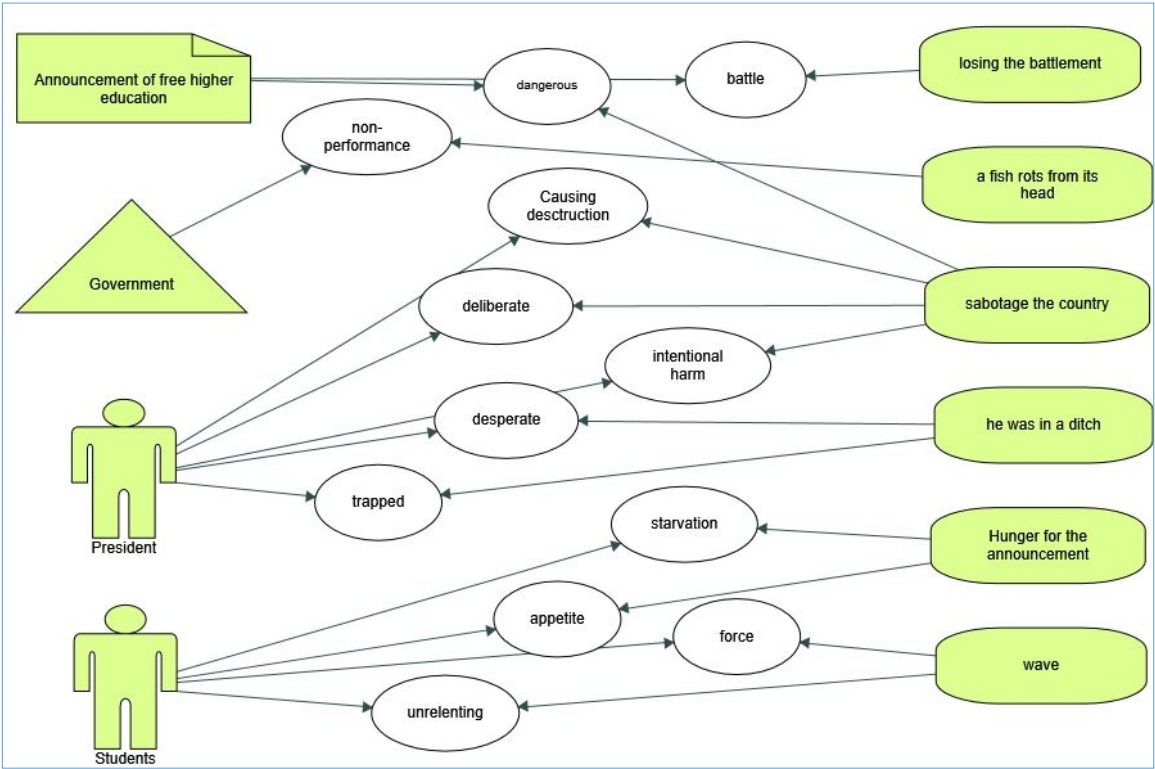 Announcement of free higher
education
dangerous
battle
losing the battlement
non-
performance
a fish rots from its
head
Causing
desctruction
Government
deliberate
sabotage the country
intentional
harm
desperate
he was in a ditch
trapped
President
starvation
Hunger for the
announcement
appetite
force
wave
unrelenting
Students